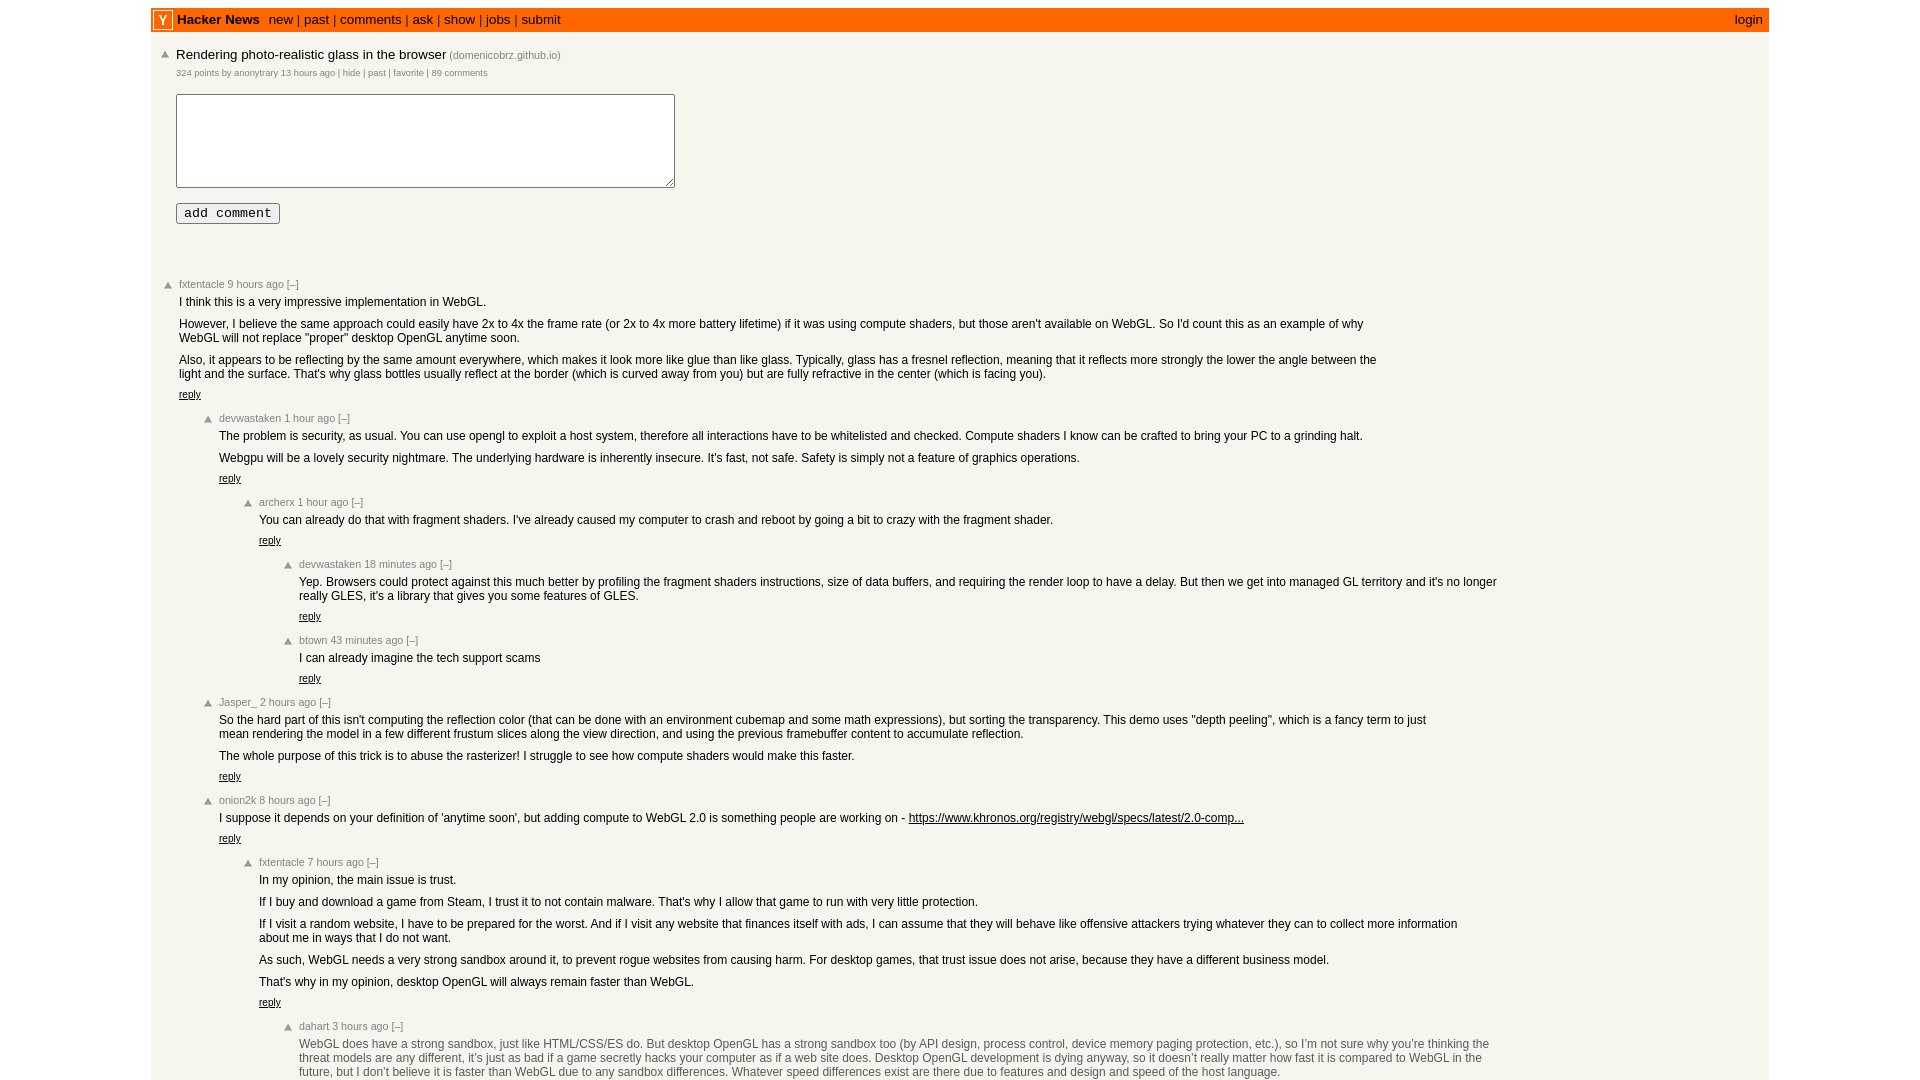 Y Hacker News new | past | comments | ask | show | jobs | submit login
Rendering photo-realistic glass in the browser (domenicobrz.github.io)
324 points by anonytrary 13 hours ago | hide | past | favorite | 89 comments
add comment
fxtentacle 9 hours ago [–]
I think this is a very impressive implementation in WebGL.
However, I believe the same approach could easily have 2x to 4x the frame rate (or 2x to 4x more battery lifetime) if it was using compute shaders, but those aren't available on WebGL. So I'd count this as an example of why
WebGL will not replace "proper" desktop OpenGL anytime soon.
Also, it appears to be reflecting by the same amount everywhere, which makes it look more like glue than like glass. Typically, glass has a fresnel reflection, meaning that it reflects more strongly the lower the angle between the
light and the surface. That's why glass bottles usually reflect at the border (which is curved away from you) but are fully refractive in the center (which is facing you).
reply
devwastaken 1 hour ago [–]
The problem is security, as usual. You can use opengl to exploit a host system, therefore all interactions have to be whitelisted and checked. Compute shaders I know can be crafted to bring your PC to a grinding halt.
Webgpu will be a lovely security nightmare. The underlying hardware is inherently insecure. It's fast, not safe. Safety is simply not a feature of graphics operations.
reply
archerx 1 hour ago [–]
You can already do that with fragment shaders. I've already caused my computer to crash and reboot by going a bit to crazy with the fragment shader.
reply
devwastaken 18 minutes ago [–]
Yep. Browsers could protect against this much better by profiling the fragment shaders instructions, size of data buffers, and requiring the render loop to have a delay. But then we get into managed GL territory and it's no longer
really GLES, it's a library that gives you some features of GLES.
reply
btown 43 minutes ago [–]
I can already imagine the tech support scams
reply
Jasper_ 2 hours ago [–]
So the hard part of this isn't computing the reflection color (that can be done with an environment cubemap and some math expressions), but sorting the transparency. This demo uses "depth peeling", which is a fancy term to just
mean rendering the model in a few different frustum slices along the view direction, and using the previous framebuffer content to accumulate reflection.
The whole purpose of this trick is to abuse the rasterizer! I struggle to see how compute shaders would make this faster.
reply
onion2k 8 hours ago [–]
I suppose it depends on your definition of 'anytime soon', but adding compute to WebGL 2.0 is something people are working on - https://www.khronos.org/registry/webgl/specs/latest/2.0-comp...
reply
fxtentacle 7 hours ago [–]
In my opinion, the main issue is trust.
If I buy and download a game from Steam, I trust it to not contain malware. That's why I allow that game to run with very little protection.
If I visit a random website, I have to be prepared for the worst. And if I visit any website that finances itself with ads, I can assume that they will behave like offensive attackers trying whatever they can to collect more information
about me in ways that I do not want.
As such, WebGL needs a very strong sandbox around it, to prevent rogue websites from causing harm. For desktop games, that trust issue does not arise, because they have a different business model.
That's why in my opinion, desktop OpenGL will always remain faster than WebGL.
reply
dahart 3 hours ago [–]
WebGL does have a strong sandbox, just like HTML/CSS/ES do. But desktop OpenGL has a strong sandbox too (by API design, process control, device memory paging protection, etc.), so I’m not sure why you’re thinking the
threat models are any different, it’s just as bad if a game secretly hacks your computer as if a web site does. Desktop OpenGL development is dying anyway, so it doesn’t really matter how fast it is compared to WebGL in the
future, but I don’t believe it is faster than WebGL due to any sandbox differences. Whatever speed differences exist are there due to features and design and speed of the host language.